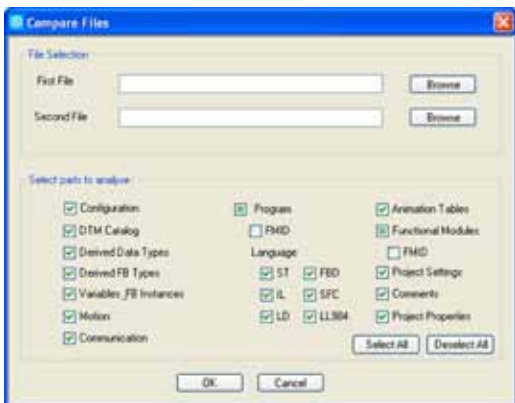 Compare Files
File Selection
First File
Browse
Second File
Browse
Select parts to analyse
Configuration
DTM Catalog
Derived Data Types
Derived FB Types
Variables_FB Instances
Motion
Communication
Program
FMID
Language
ST FBD
IL SFC
LD LL984
Animation Tables
Functional Modules
FMID
Project Settings
Comments
Project Properties
Select All Deselect All
OK Cancel